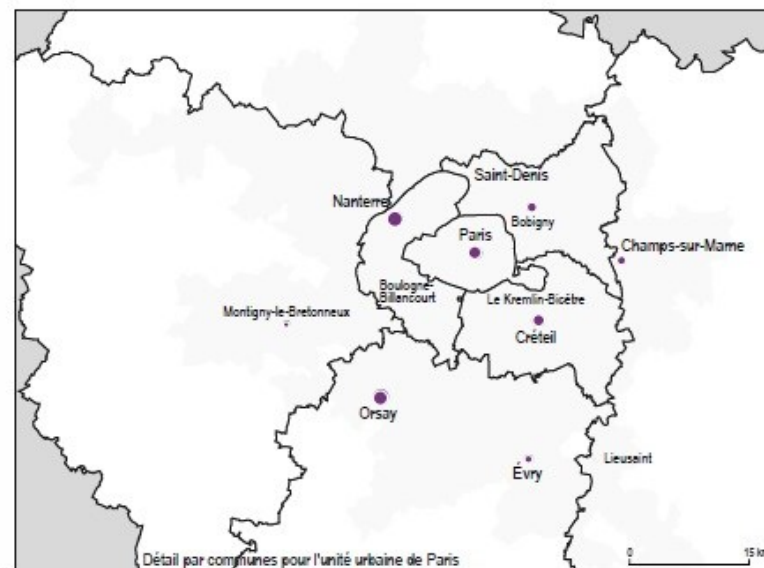 Saint-Denis
Nanterre
Bobigny
Paris
Champs-sur-Marne
Boulogne-
Billancourt
Le Kremlin-Bicêtre
Montigny-le-Bretonneux
Créteil
Orsay
Évry
Lieusaint
Détail par communes pour l'unité urbaine de Paris
0
15 km